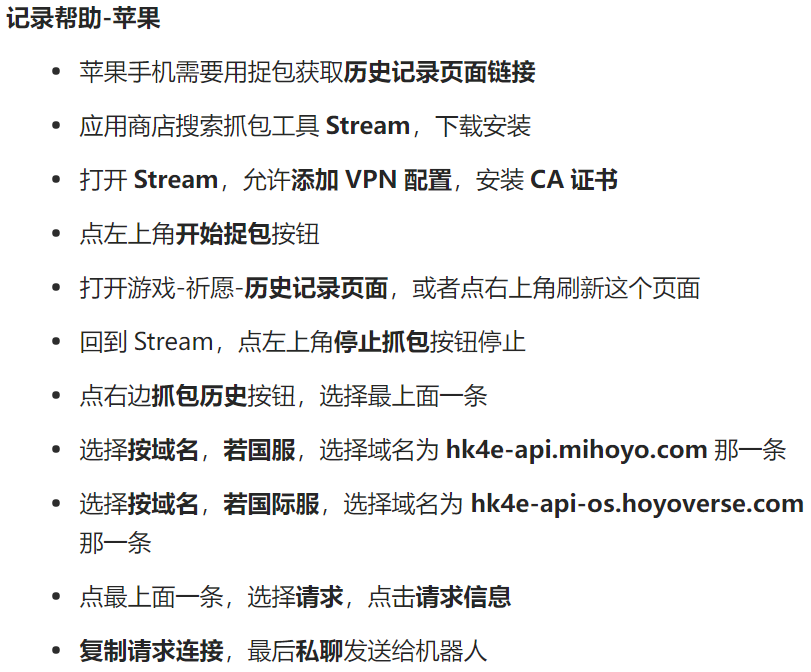 记录帮助-苹果
• 苹果手机需要用捉包获取历史记录页面链接
• 应用商店搜索抓包工具 Stream，下载安装
• 打开 Stream，允许添加 VPN 配置，安装 CA 证书
• 点左上角开始捉包按钮
• 打开游戏-祈愿-历史记录页面，或者点右上角刷新这个页面
• 回到 Stream，点左上角停止抓包按钮停止
• 点右边抓包历史按钮，选择最上面一条
• 选择按域名，若国服，选择域名为 hk4e-api.mihoyo.com 那一条
• 选择按域名，若国际服，选择域名为 hk4e-api-os.hoyoverse.com
那一条
• 点最上面一条，选择请求，点击请求信息
• 复制请求连接，最后私聊发送给机器人